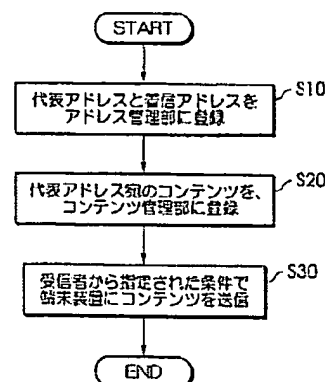 START
S10
代表アドレスと着信アドレスを
アドレス管理部に登録
S20
代表アドレス宛のコンテンツを、
コンテンツ管理部に登録
S30
受信者から指定された条件で
端末装置にコンテンツを送信
END